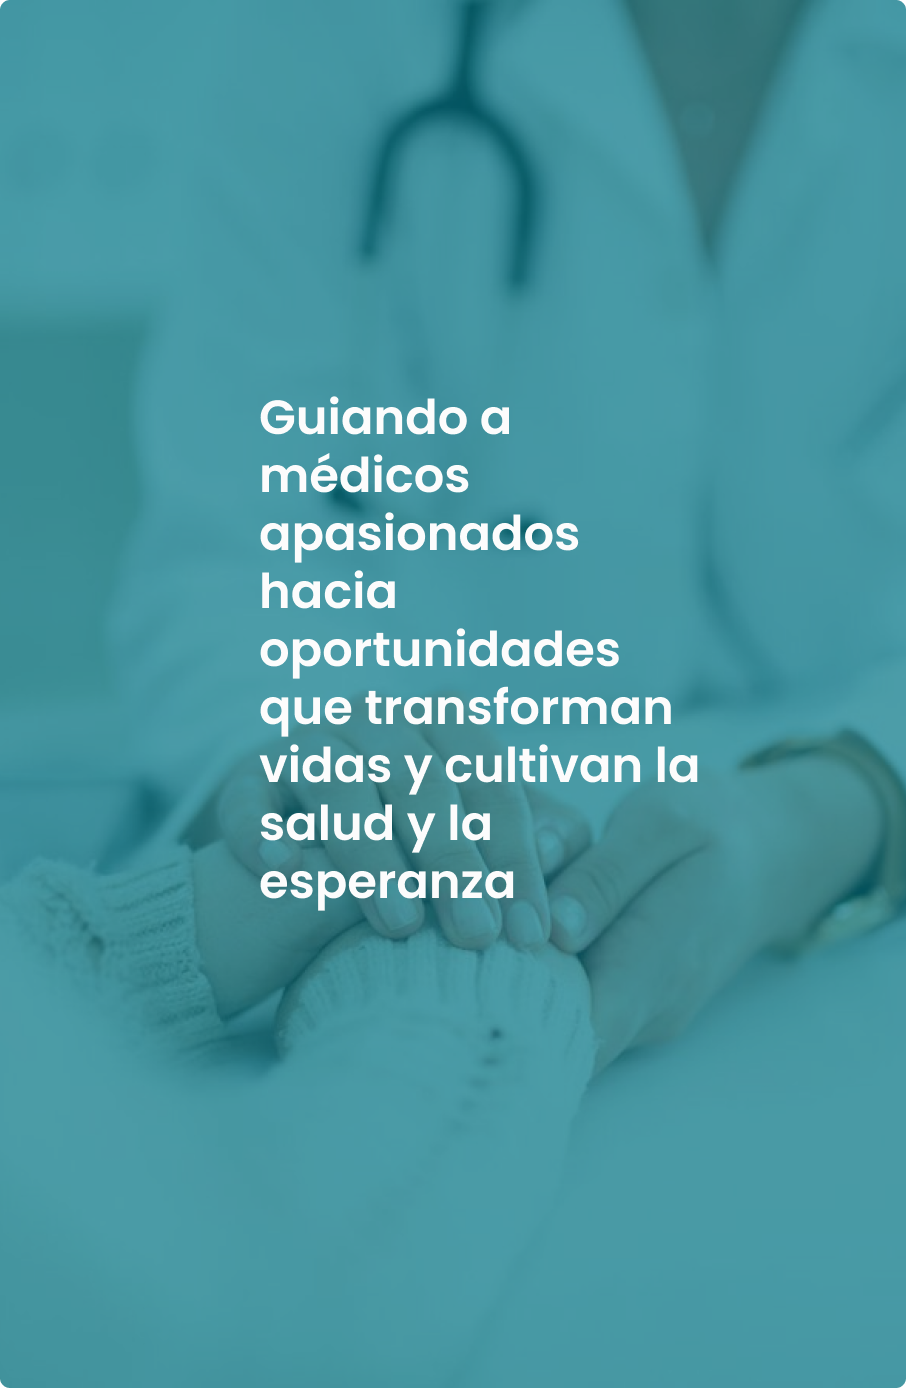 Guiando a
médicos
apasionados
hacia
oportunidades
que transforman
vidas y cultivan la
salud y la
esperanza